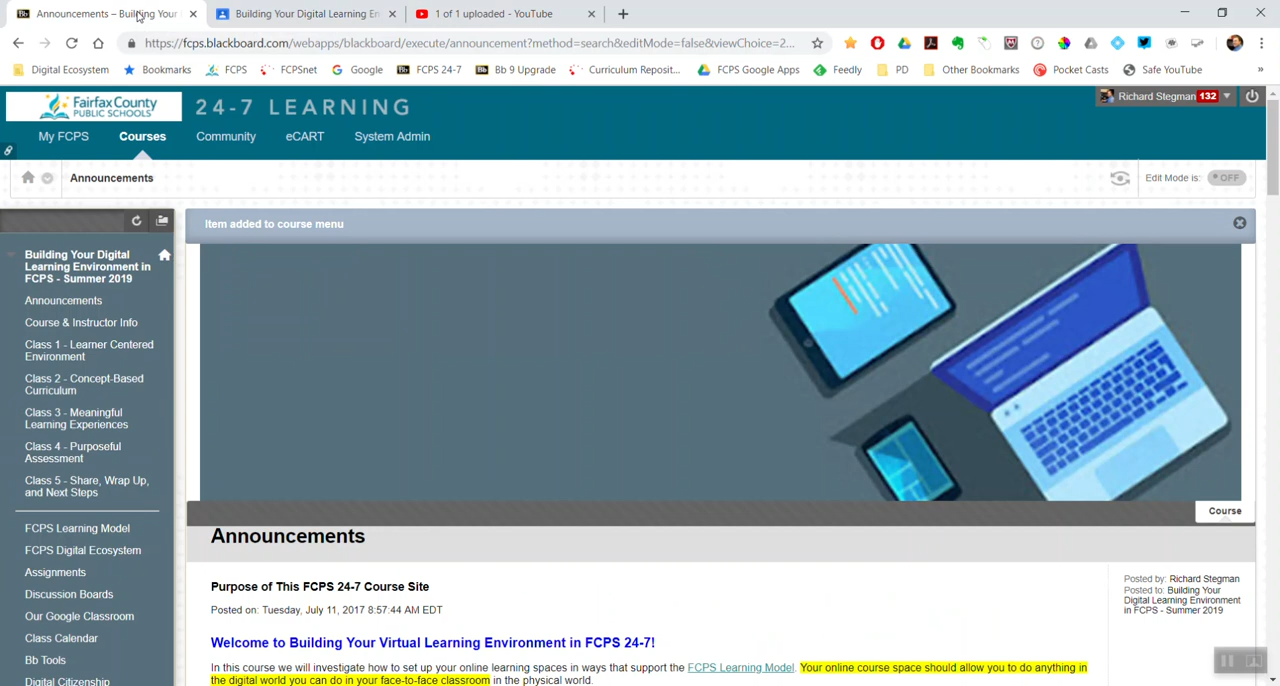 Announcements – Building Your
Building Your Digital Learning En
1 of 1 uploaded - YouTube
https://fcps.blackboard.com/webapps/blackboard/execute/announcement?method=search&editMode=false&viewChoice=2...
Digital Ecosystem
Bookmarks
FCPS
FCPSnet
Google
FCPS 24-7
Bb 9 Upgrade
Curriculum Reposit...
FCPS Google Apps
Feedly
PD
Other Bookmarks
Pocket Casts
Safe YouTube
»
Fairfax County
PUBLIC SCHOOLS
24-7 LEARNING
Richard Stegman 132
My FCPS
Courses
Community
eCART
System Admin
Announcements
Edit Mode is:
OFF
Item added to course menu
Building Your Digital
Learning Environment in
FCPS - Summer 2019
Announcements
Course & Instructor Info
Class 1 - Learner Centered
Environment
Class 2 - Concept-Based
Curriculum
Class 3 - Meaningful
Learning Experiences
Class 4 - Purposeful
Assessment
Class 5 - Share, Wrap Up,
and Next Steps
FCPS Learning Model
FCPS Digital Ecosystem
Assignments
Discussion Boards
Our Google Classroom
Class Calendar
Bb Tools
Digital Citizenship
Course
Announcements
Purpose of This FCPS 24-7 Course Site
Posted on: Tuesday, July 11, 2017 8:57:44 AM EDT
Welcome to Building Your Virtual Learning Environment in FCPS 24-7!
In this course we will investigate how to set up your online learning spaces in ways that support the FCPS Learning Model. Your online course space should allow you to do anything in
the digital world you can do in your face-to-face classroom in the physical world.
Posted by: Richard Stegman
Posted to: Building Your
Digital Learning Environment
in FCPS - Summer 2019